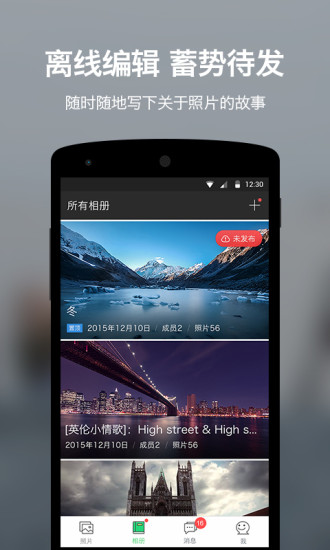 离线编辑 蓄势待发
随时随地写下关于照片的故事
12:30
所有相册
未发布
冬
置顶 2015年12月10日 / 成员2 / 照片56
[英伦小情歌]：High street & High s...
2015年12月10日 / 成员2 / 照片56
16
照片 相册 消息 我